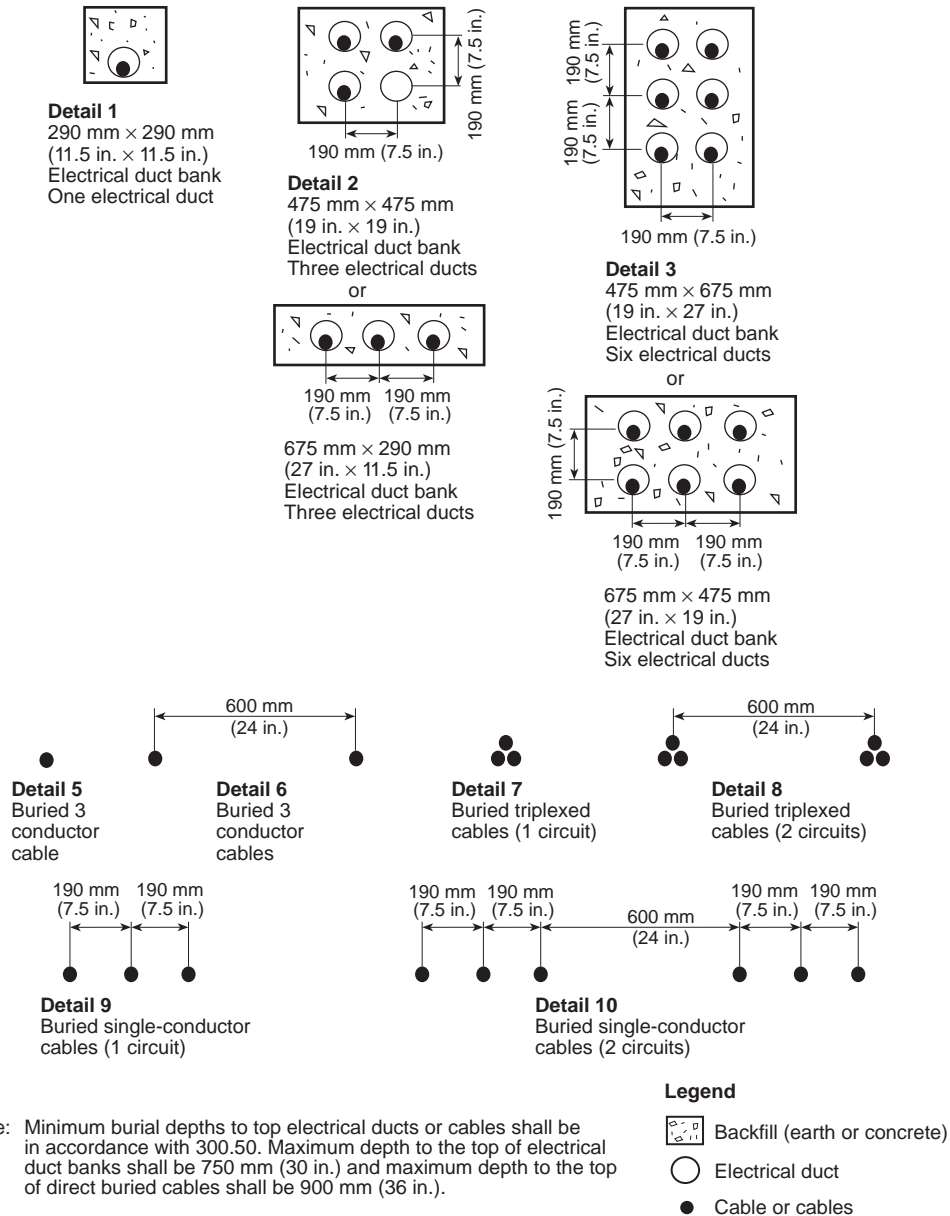 Detail 1
290 mm × 290 mm
(11.5 in. × 11.5 in.)
Electrical duct bank
One electrical duct
190 mm (7.5 in.)
190 mm (7.5 in.)
Detail 2
475 mm × 475 mm
(19 in. × 19 in.)
Electrical duct bank
Three electrical ducts
or
190 mm
(7.5 in.)
190 mm
(7.5 in.)
675 mm × 290 mm
(27 in. × 11.5 in.)
Electrical duct bank
Three electrical ducts
190 mm
(7.5 in.)
190 mm
(7.5 in.)
190 mm (7.5 in.)
Detail 3
475 mm × 675 mm
(19 in. × 27 in.)
Electrical duct bank
Six electrical ducts
or
190 mm (7.5 in.)
190 mm
(7.5 in.)
190 mm
(7.5 in.)
675 mm × 475 mm
(27 in. × 19 in.)
Electrical duct bank
Six electrical ducts
Detail 5
Buried 3
conductor
cable
600 mm
(24 in.)
Detail 6
Buried 3
conductor
cables
Detail 7
Buried triplexed
cables (1 circuit)
600 mm
(24 in.)
Detail 8
Buried triplexed
cables (2 circuits)
190 mm
(7.5 in.)
190 mm
(7.5 in.)
Detail 9
Buried single-conductor
cables (1 circuit)
190 mm
(7.5 in.)
190 mm
(7.5 in.)
600 mm
(24 in.)
190 mm
(7.5 in.)
190 mm
(7.5 in.)
Detail 10
Buried single-conductor
cables (2 circuits)
e: Minimum burial depths to top electrical ducts or cables shall be
in accordance with 300.50. Maximum depth to the top of electrical
duct banks shall be 750 mm (30 in.) and maximum depth to the top
of direct buried cables shall be 900 mm (36 in.).
Legend
Backfill (earth or concrete)
Electrical duct
Cable or cables